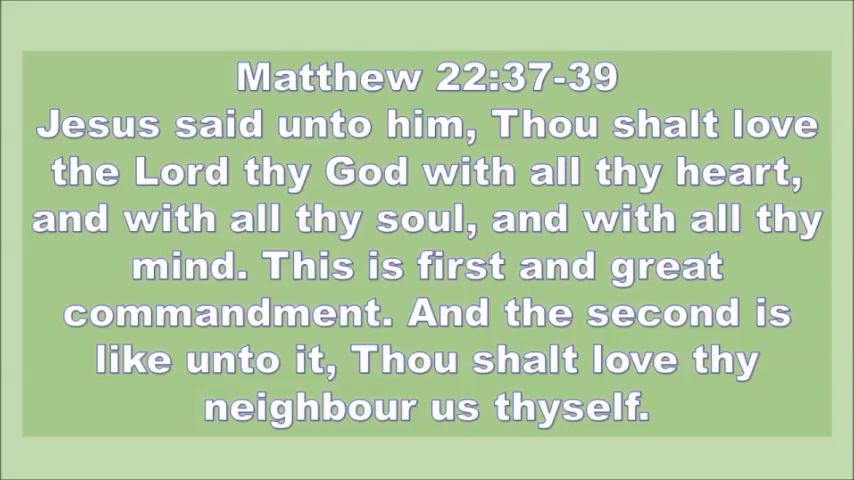 Matthew 22:37-39
Jesus said unto him, Thou shalt love
the Lord thy God with all thy heart,
and with all thy soul, and with all thy
mind. This is first and great
commandment. And the second is
like unto it, Thou shalt love thy
neighbour us thyself.